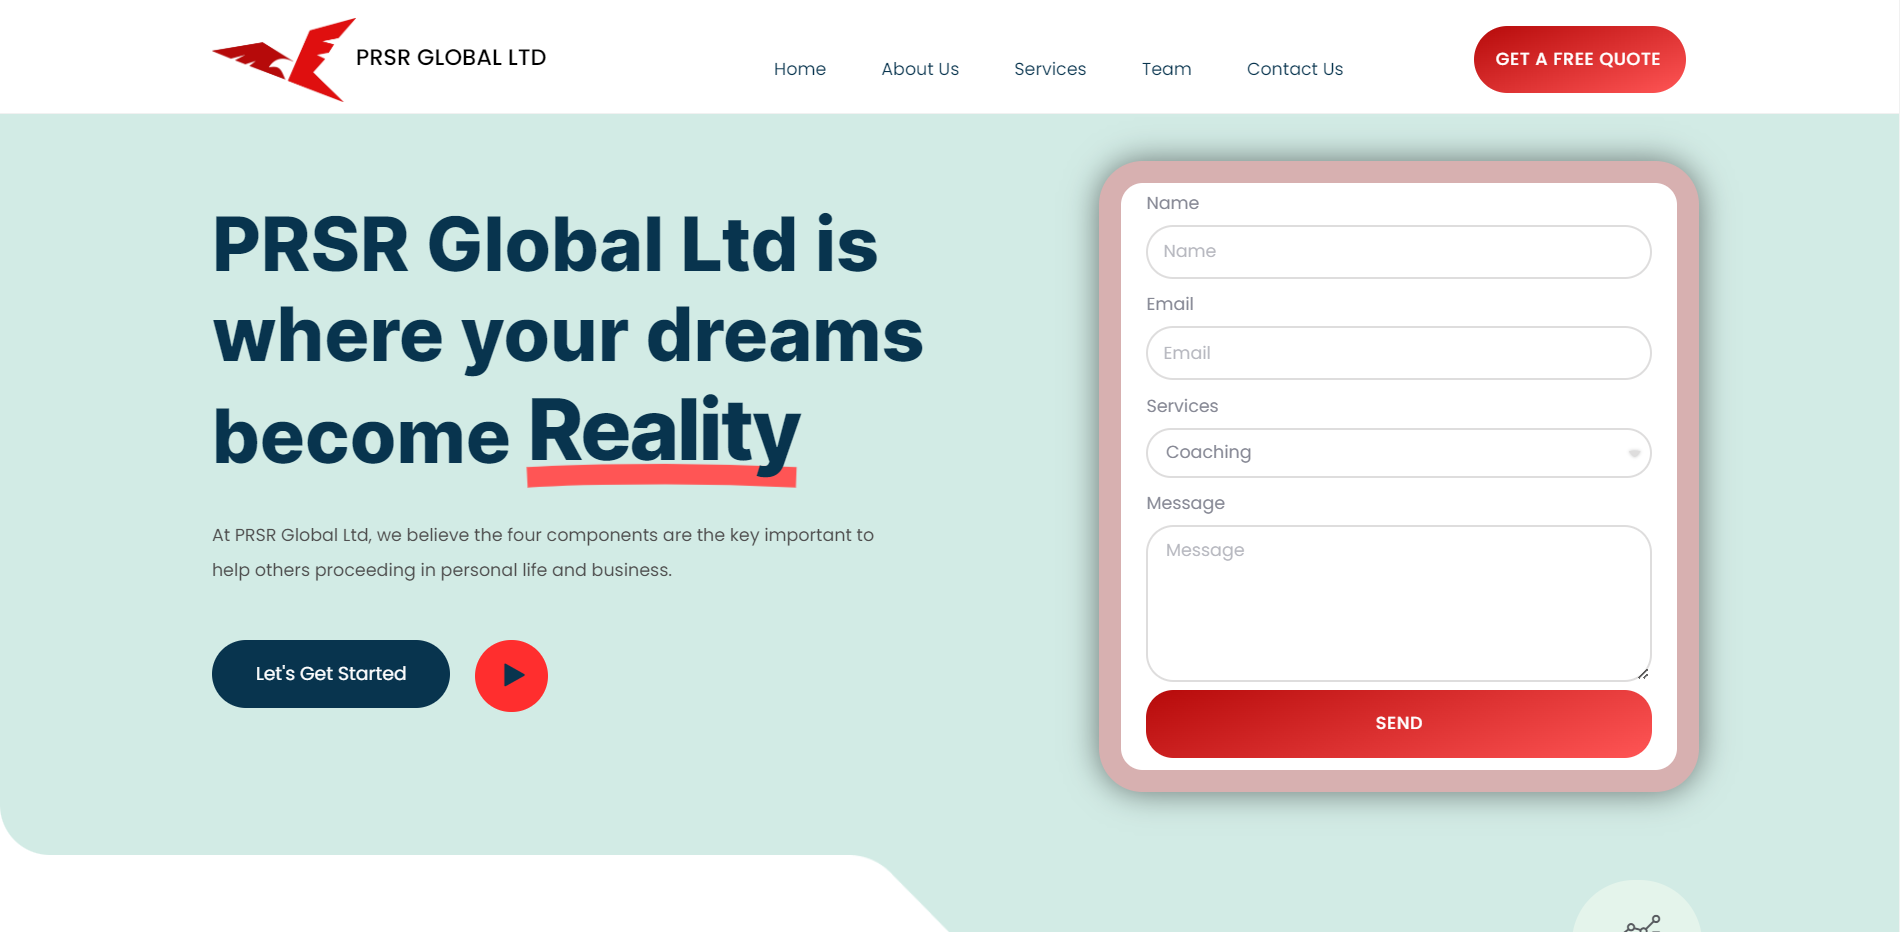 PRSR GLOBAL LTD
Home
About Us
Services
Team
Contact Us
GET A FREE QUOTE
PRSR Global Ltd is
where your dreams
become Reality
At PRSR Global Ltd, we believe the four components are the key important to
help others proceeding in personal life and business.
Let's Get Started
Name
Name
Email
Email
Services
Coaching
Message
Message
SEND